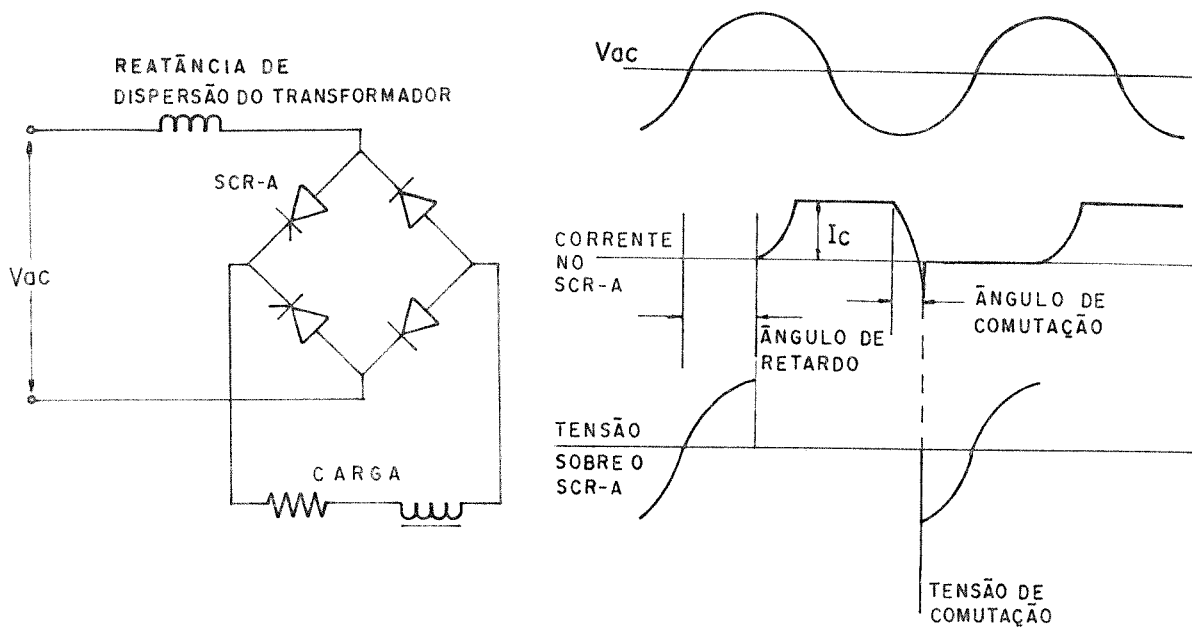 REATÂNCIA DE
DISPERSÃO DO TRANSFORMADOR
SCR-A
Vac
CARGA
Vac
CORRENTE
NO
SCR-A
Ic
ÂNGULO DE
COMUTAÇÃO
ÂNGULO DE
RETARDO
TENSÃO
SOBRE O
SCR-A
TENSÃO DE
COMUTAÇÃO